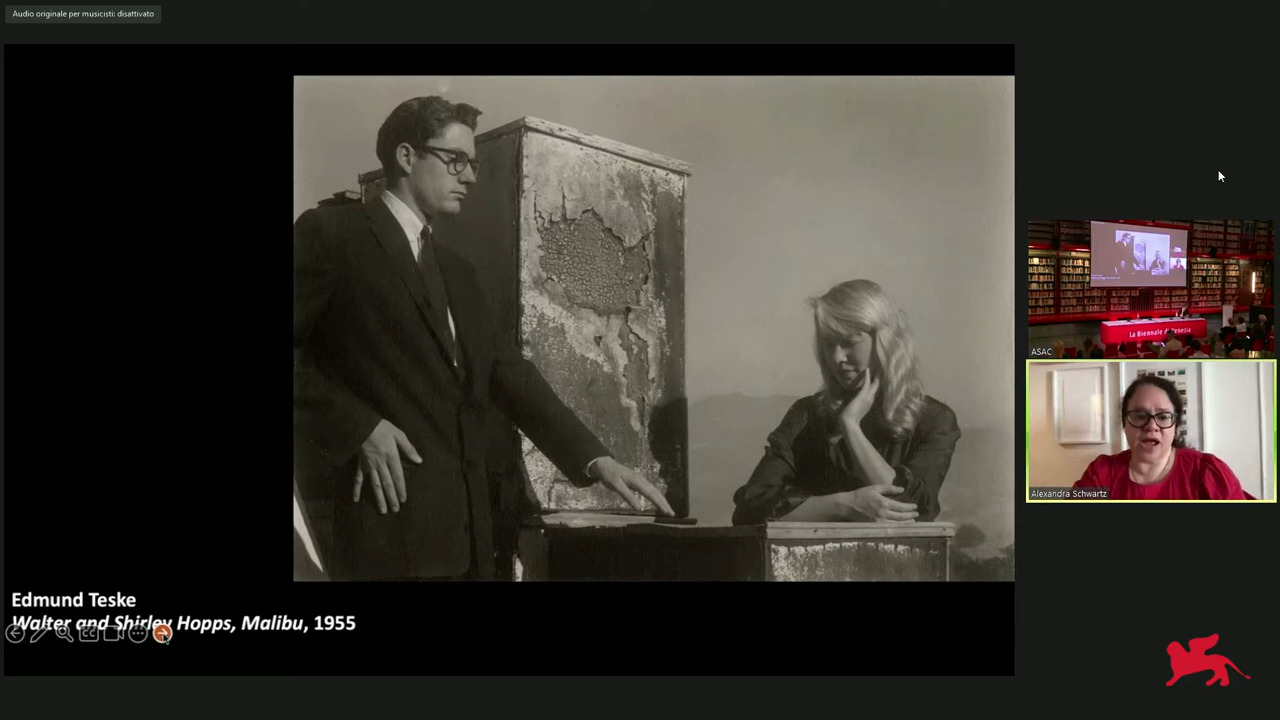 Audio originale per musicisti: disattivato
La Biennale di Venezia
ASAC
Alexandra Schwartz
Edmund Teske
Walter and Shirley Hopps, Malibu, 1955
CC